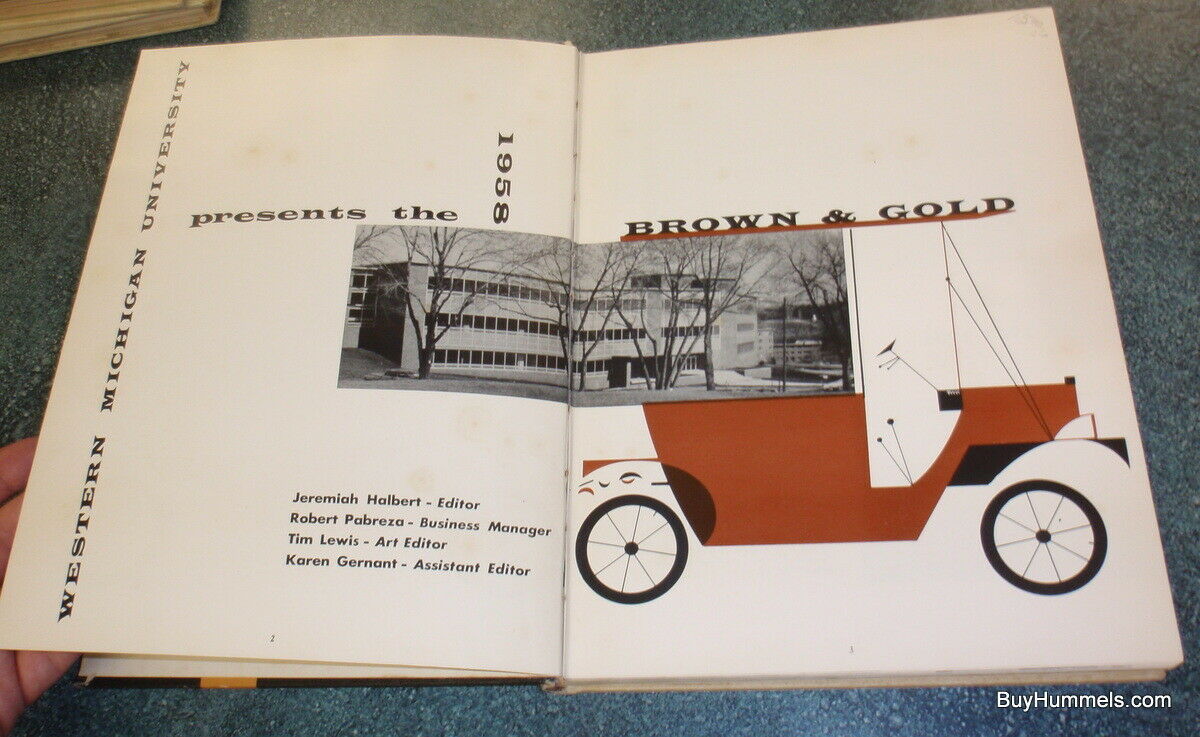 WESTERN MICHIGAN UNIVERSITY
presents the
1958
BROWN & GOLD
Jeremiah Halbert - Editor
Robert Pabreza - Business Manager
Tim Lewis - Art Editor
Karen Gernant - Assistant Editor
2
3
BuyHummels.com